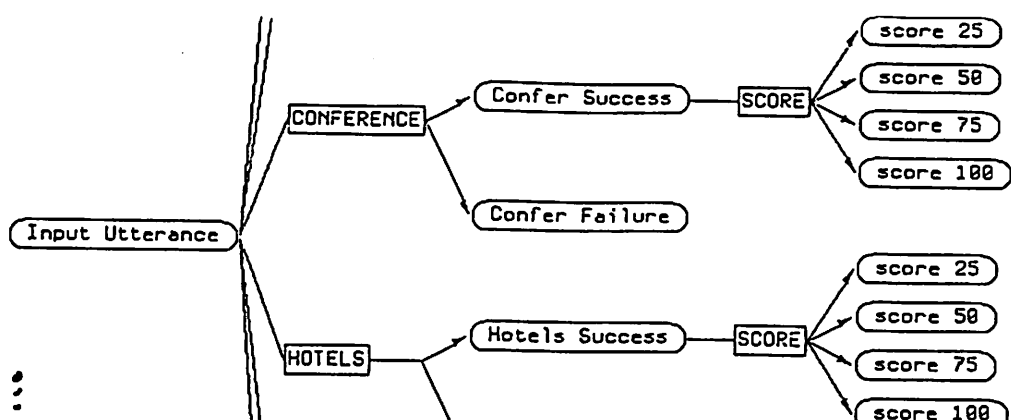 score 25
score 50
Confer Success
SCORE
CONFERENCE
score 75
score 100
Confer Failure
Input Utterance
score 25
score 50
Hotels Success
SCORE
HOTELS
score 75
score 100